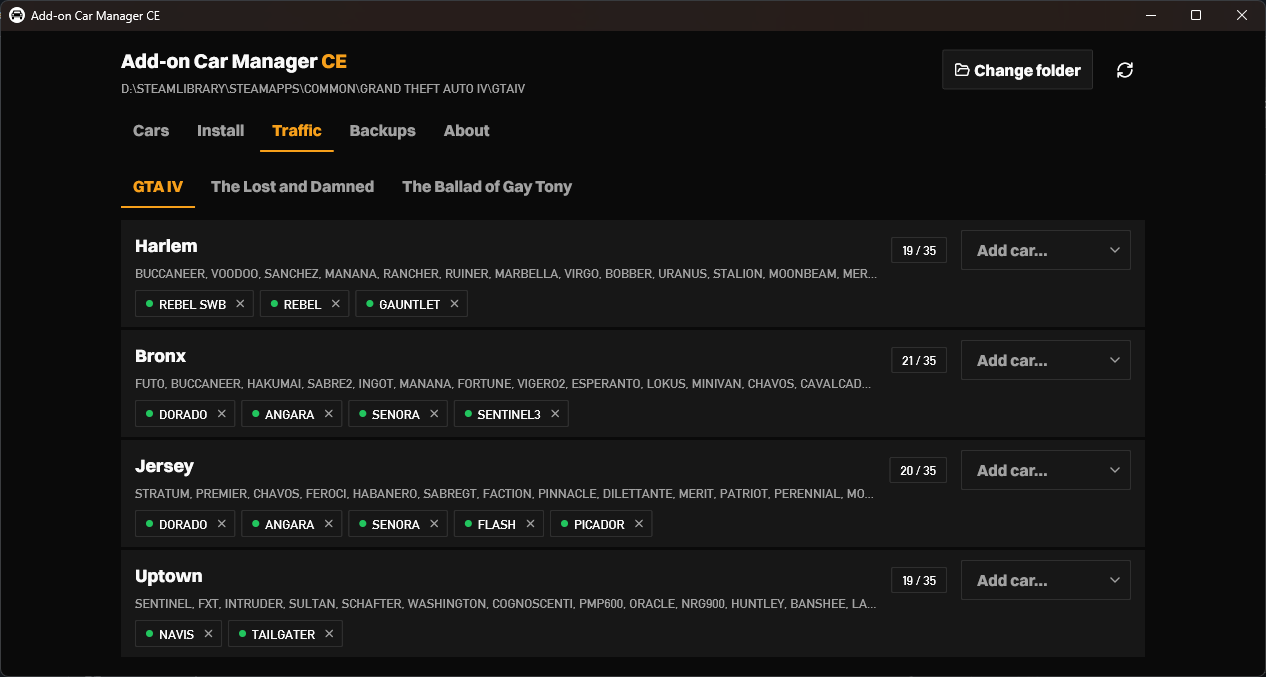 Add-on Car Manager CE
Add-on Car Manager CE
D:\STEAMLIBRARY\STEAMAPPS\COMMON\GRAND THEFT AUTO IV\GTAIV
Change folder
Cars Install Traffic Backups About
GTA IV The Lost and Damned The Ballad of Gay Tony
Harlem 19 / 35 Add car...
BUCCANEER, VOODOO, SANCHEZ, MANANA, RANCHER, RUINER, MARBELLA, VIRGO, BOBBER, URANUS, STALION, MOONBEAM, MER...
REBEL SWB × REBEL × GAUNTLET ×
Bronx 21 / 35 Add car...
FUTO, BUCCANEER, HAKUMAI, SABRE2, INGOT, MANANA, FORTUNE, VIGERO2, ESPERANTO, LOKUS, MINIVAN, CHAVOS, CAVALCAD...
DORADO × ANGARA × SENORA × SENTINEL3 ×
Jersey 20 / 35 Add car...
STRATUM, PREMIER, CHAVOS, FEROCI, HABANERO, SABREGT, FACTION, PINNACLE, DILETTANTE, MERIT, PATRIOT, PERENNIAL, MO...
DORADO × ANGARA × SENORA × FLASH × PICADOR ×
Uptown 19 / 35 Add car...
SENTINEL, FXT, INTRUDER, SULTAN, SCHAFTER, WASHINGTON, COGNOSCENTI, PMP600, ORACLE, NRG900, HUNTLEY, BANSHEE, LA...
NAVIS × TAILGATER ×